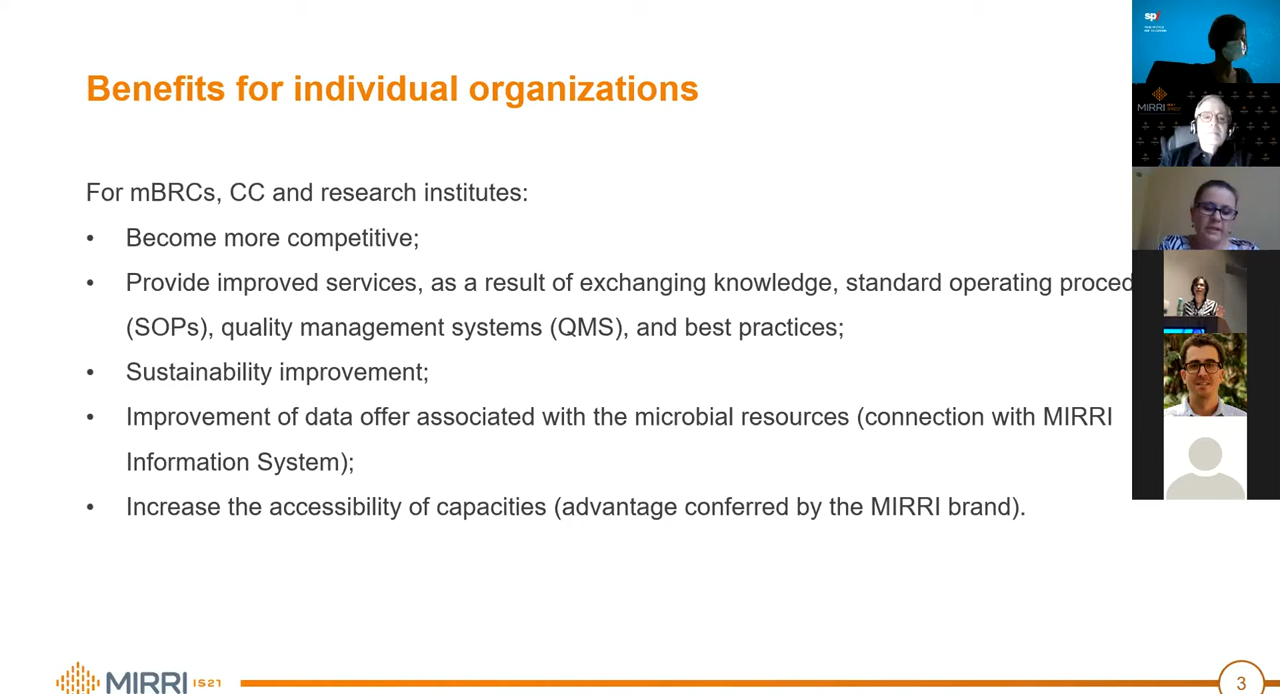 Benefits for individual organizations
For mBRCs, CC and research institutes:
• Become more competitive;
• Provide improved services, as a result of exchanging knowledge, standard operating proced
(SOPs), quality management systems (QMS), and best practices;
• Sustainability improvement;
• Improvement of data offer associated with the microbial resources (connection with MIRRI
Information System);
• Increase the accessibility of capacities (advantage conferred by the MIRRI brand).
MIRRI IS21
3
MIRRI